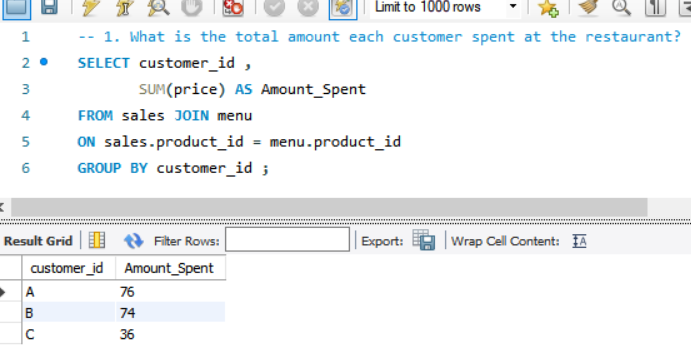 Limit to 1000 rows
1 -- 1. What is the total amount each customer spent at the restaurant?
2 SELECT customer_id ,
3 SUM(price) AS Amount_Spent
4 FROM sales JOIN menu
5 ON sales.product_id = menu.product_id
6 GROUP BY customer_id ;
Result Grid Filter Rows: Export: Wrap Cell Content: IA
customer_id Amount_Spent
A 76
B 74
C 36